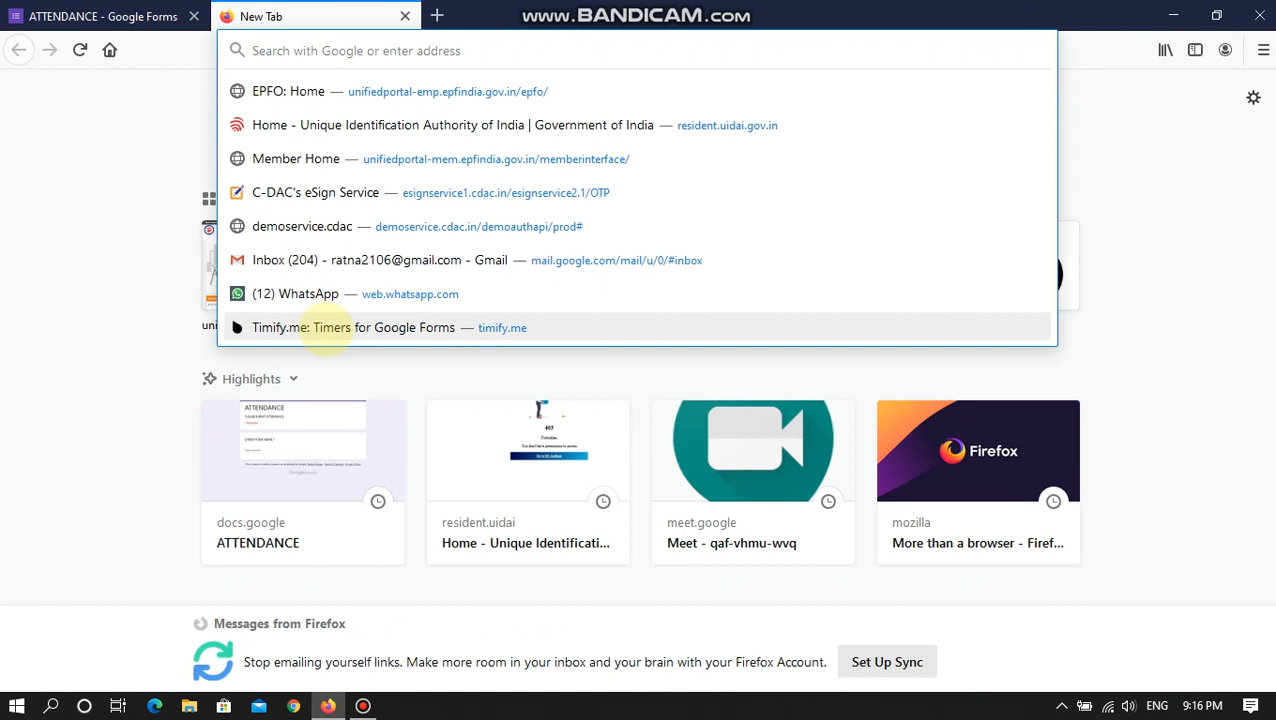 ATTENDANCE - Google Forms
New Tab
www.BANDICAM.com
Search with Google or enter address
EPFO: Home — unifiedportal-emp.epfindia.gov.in/epfo/
Home - Unique Identification Authority of India | Government of India — resident.uidai.gov.in
Member Home — unifiedportal-mem.epfindia.gov.in/memberinterface/
C-DAC's eSign Service — esignservice1.cdac.in/esignservice2.1/OTP
demoservice.cdac — demoservice.cdac.in/demoauthapi/prod#
Inbox (204) - ratna2106@gmail.com - Gmail — mail.google.com/mail/u/0/#inbox
(12) WhatsApp — web.whatsapp.com
Timify.me: Timers for Google Forms — timify.me
uni
Highlights
ATTENDANCE
403
Firefox
docs.google
ATTENDANCE
resident.uidai
Home - Unique Identificati...
meet.google
Meet - qaf-vhmu-wvq
mozilla
More than a browser - Firef...
Messages from Firefox
Stop emailing yourself links. Make more room in your inbox and your brain with your Firefox Account.
Set Up Sync
ENG
9:16 PM